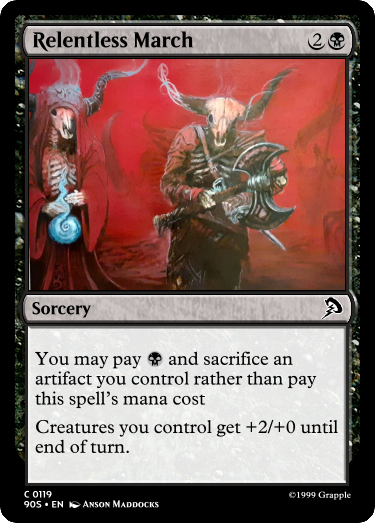 Relentless March 2
Sorcery
You may pay and sacrifice an
artifact you control rather than pay
this spell's mana cost
Creatures you control get +2/+0 until
end of turn.
C 0119
90S • EN Anson Maddocks
©1999 Grapple